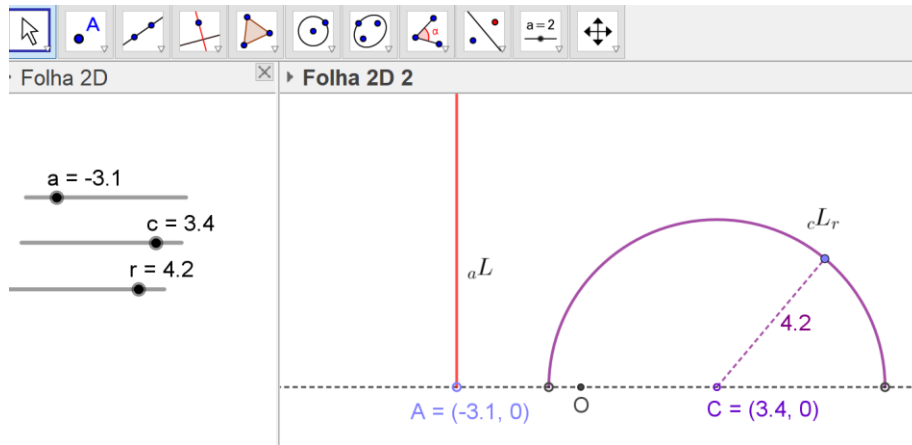 A
α
a=2
Folha 2D
Folha 2D 2
a = -3.1
c = 3.4
r = 4.2
aL
cLr
4.2
A = (-3.1, 0)
O
C = (3.4, 0)